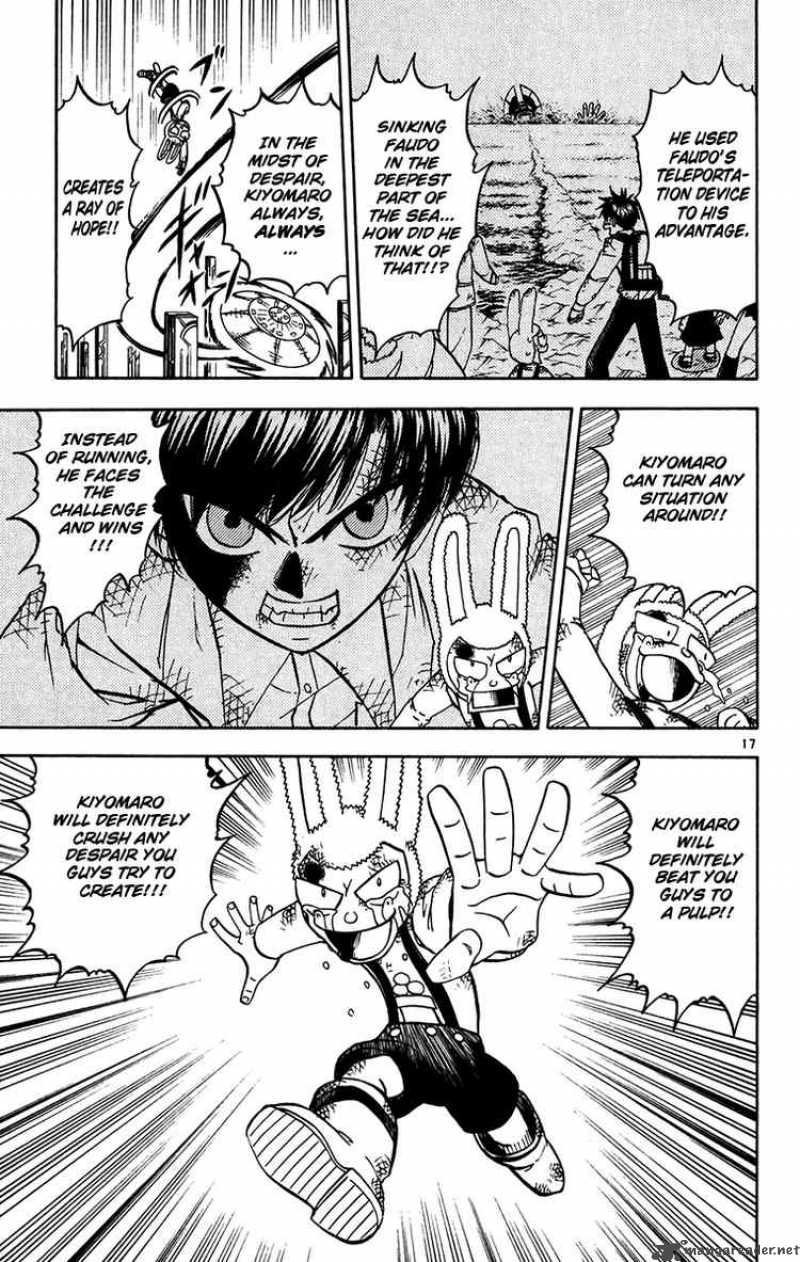 HE USED
FAUDO'S
TELEPORTA-
TION DEVICE
TO HIS
ADVANTAGE.
SINKING
FAUDO
IN THE
DEEPEST
PART OF
THE SEA...
HOW DID HE
THINK OF
THAT!!?
IN THE
MIDST OF
DESPAIR,
KIYOMARO
ALWAYS,
ALWAYS
...
CREATES
A RAY OF
HOPE!!
KIYOMARO
CAN TURN ANY
SITUATION
AROUND!!
INSTEAD
OF RUNNING,
HE FACES
THE
CHALLENGE
AND WINS
!!!
17
KIYOMARO
WILL
DEFINITELY
BEAT YOU
GUYS TO
A PULP!!
KIYOMARO
WILL DEFINITELY
CRUSH ANY
DESPAIR YOU
GUYS TRY TO
CREATE!!!
mangareader.net